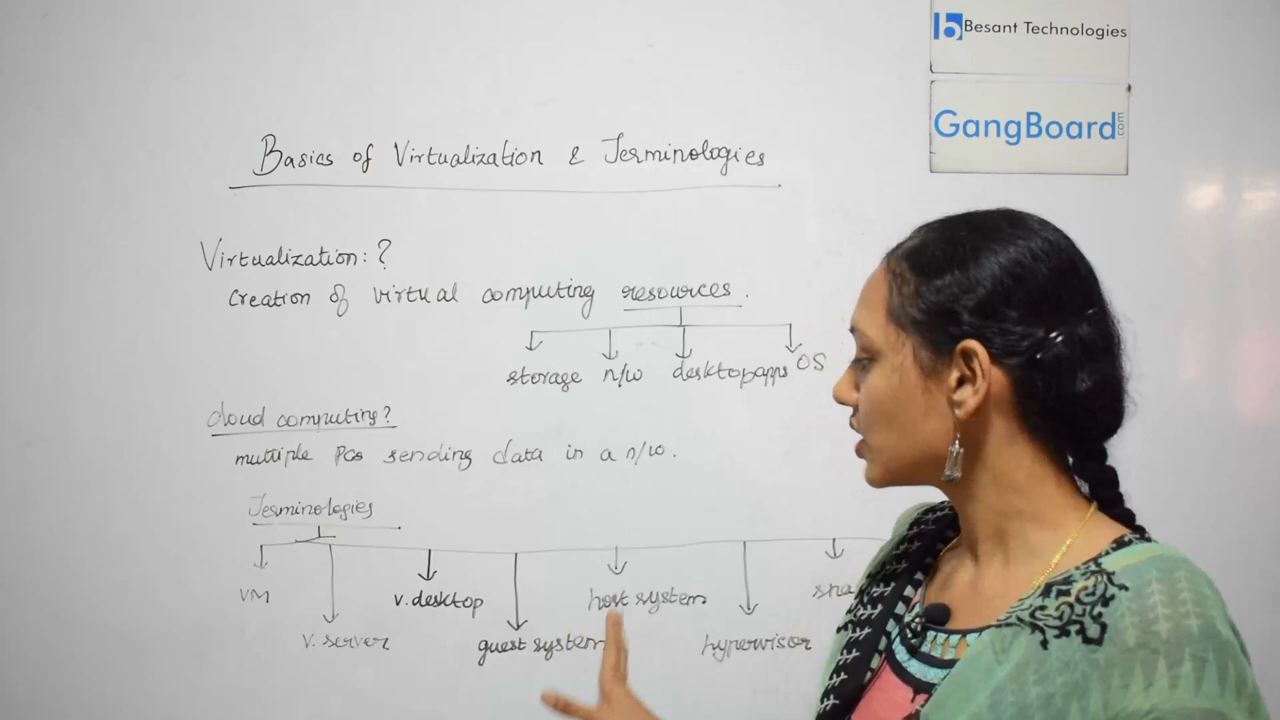 Besant Technologies
GangBoard.com
Basics of Virtualization & Terminologies
Virtualization: ?
creation of virtual computing resources.
storage n/w desktopapps OS
cloud computing?
multiple PCs sending data in a n/w.
Terminologies
VM v.desktop host system
v.server guest system hypervisor